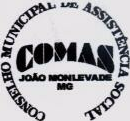 CONSELHO MUNICIPAL DE ASSISTÊNCIA SOCIAL
COMAS
JOÃO MONLEVADE
MG